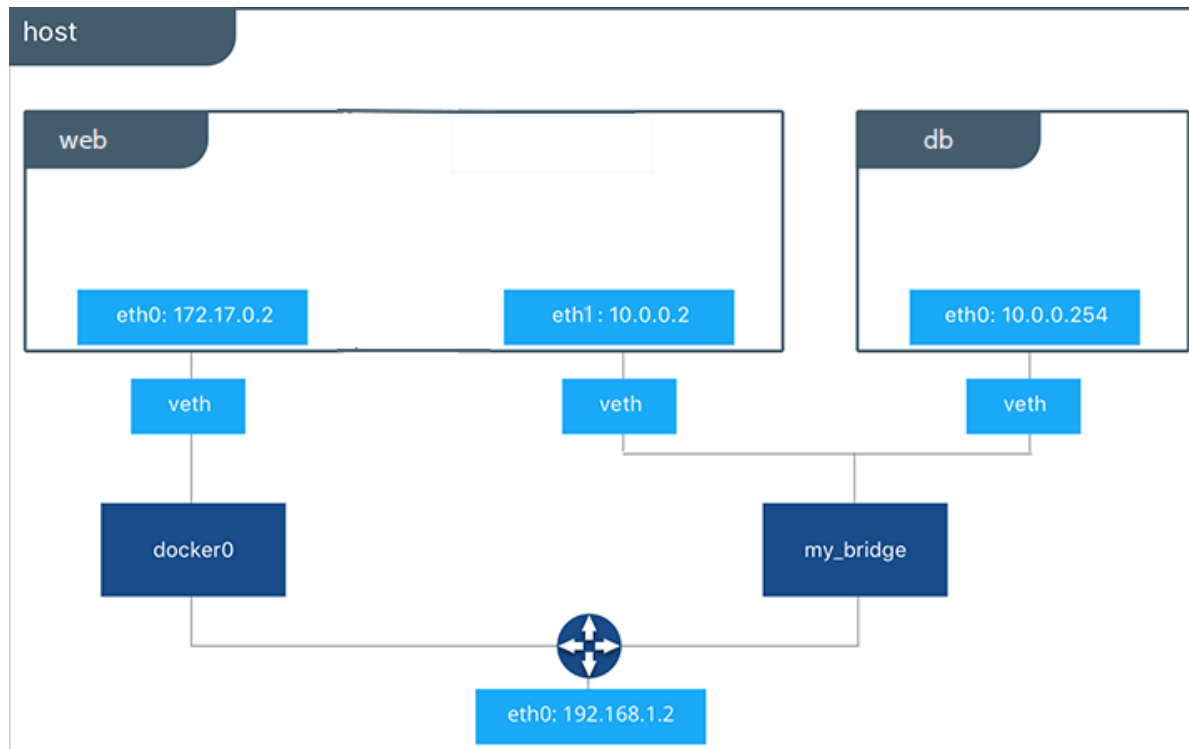 host
web
db
eth0: 172.17.0.2
eth1 : 10.0.0.2
eth0: 10.0.0.254
veth
veth
veth
docker0
my_bridge
eth0: 192.168.1.2